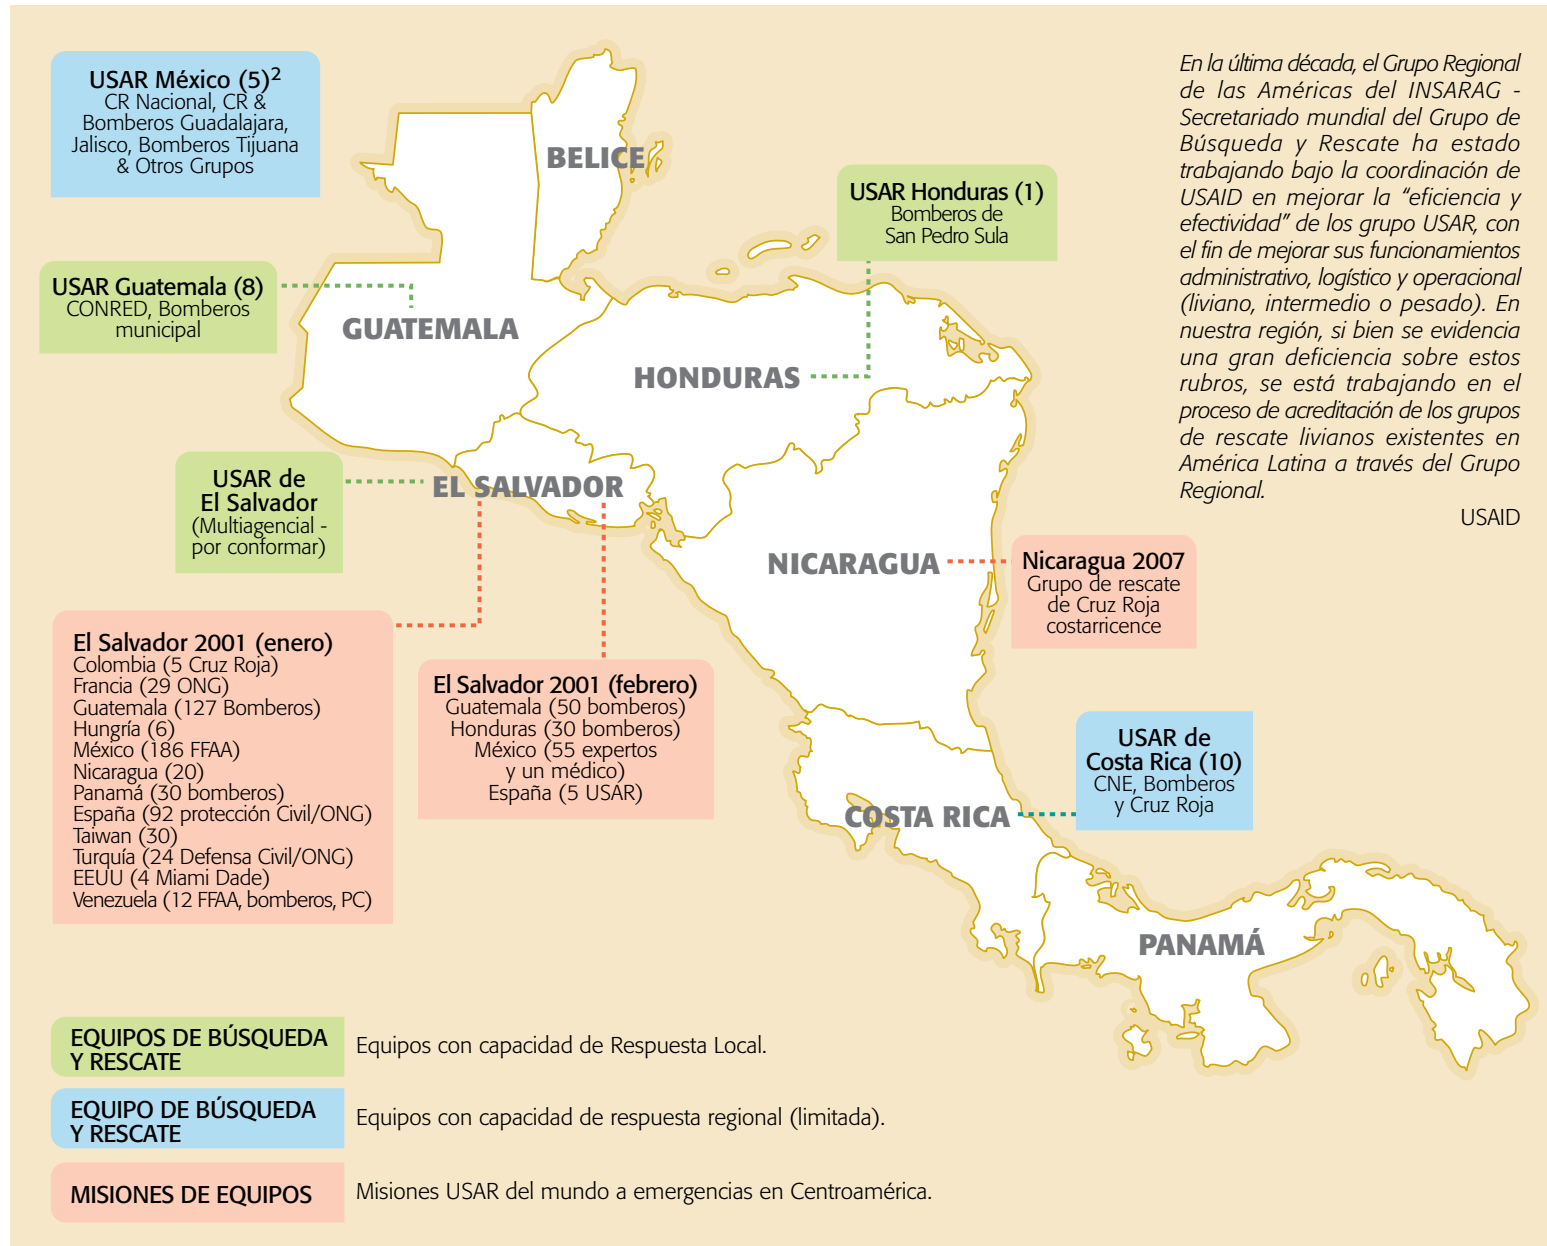 USAR México (5)²
CR Nacional, CR &
Bomberos Guadalajara,
Jalisco, Bomberos Tijuana
& Otros Grupos
BELICE
USAR Honduras (1)
Bomberos de
San Pedro Sula
En la última década, el Grupo Regional
de las Américas del INSARAG -
Secretariado mundial del Grupo de
Búsqueda y Rescate ha estado
trabajando bajo la coordinación de
USAID en mejorar la “eficiencia y
efectividad” de los grupo USAR, con
el fin de mejorar sus funcionamientos
administrativo, logístico y operacional
(liviano, intermedio o pesado). En
nuestra región, si bien se evidencia
una gran deficiencia sobre estos
rubros, se está trabajando en el
proceso de acreditación de los grupos
de rescate livianos existentes en
América Latina a través del Grupo
Regional.
USAID
USAR Guatemala (8)
CONRED, Bomberos
municipal
GUATEMALA
HONDURAS
USAR de
El Salvador
(Multiagencial -
por conformar)
EL SALVADOR
NICARAGUA
Nicaragua 2007
Grupo de rescate
de Cruz Roja
costarricence
El Salvador 2001 (enero)
Colombia (5 Cruz Roja)
Francia (29 ONG)
Guatemala (127 Bomberos)
Hungría (6)
México (186 FFAA)
Nicaragua (20)
Panamá (30 bomberos)
España (92 protección Civil/ONG)
Taiwan (30)
Turquía (24 Defensa Civil/ONG)
EEUU (4 Miami Dade)
Venezuela (12 FFAA, bomberos, PC)
El Salvador 2001 (febrero)
Guatemala (50 bomberos)
Honduras (30 bomberos)
México (55 expertos
y un médico)
España (5 USAR)
USAR de
Costa Rica (10)
CNE, Bomberos
y Cruz Roja
COSTA RICA
PANAMÁ
EQUIPOS DE BÚSQUEDA
Y RESCATE
Equipos con capacidad de Respuesta Local.
EQUIPO DE BÚSQUEDA
Y RESCATE
Equipos con capacidad de respuesta regional (limitada).
MISIONES DE EQUIPOS
Misiones USAR del mundo a emergencias en Centroamérica.